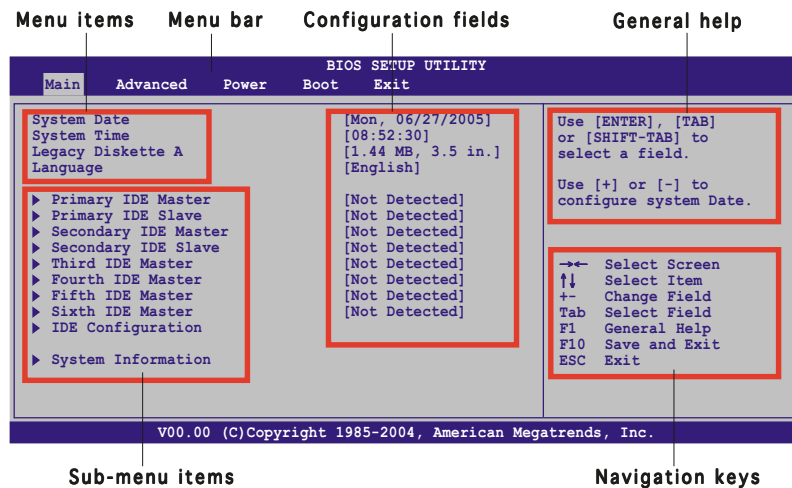 Menu items Menu bar Configuration fields General help
BIOS SETUP UTILITY
Main Advanced Power Boot Exit
System Date [Mon, 06/27/2005]
System Time [08:52:30]
Legacy Diskette A [1.44 MB, 3.5 in.]
Language [English]
Primary IDE Master [Not Detected]
Primary IDE Slave [Not Detected]
Secondary IDE Master [Not Detected]
Secondary IDE Slave [Not Detected]
Third IDE Master [Not Detected]
Fourth IDE Master [Not Detected]
Fifth IDE Master [Not Detected]
Sixth IDE Master [Not Detected]
IDE Configuration
System Information
Use [ENTER], [TAB]
or [SHIFT-TAB] to
select a field.
Use [+] or [-] to
configure system Date.
→← Select Screen
↑↓ Select Item
+- Change Field
Tab Select Field
F1 General Help
F10 Save and Exit
ESC Exit
V00.00 (C)Copyright 1985-2004, American Megatrends, Inc.
Sub-menu items Navigation keys